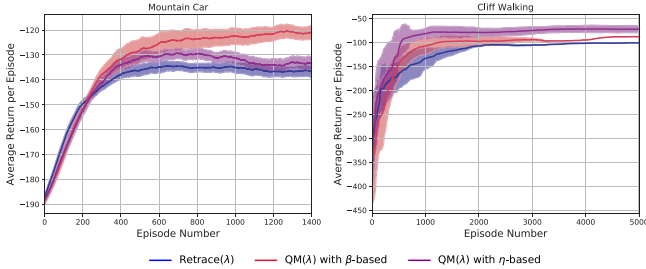 Mountain Car
Average Return per Episode
−120
−130
−140
−150
−160
−170
−180
−190
0 200 400 600 800 1000 1200 1400
Episode Number
Cliff Walking
Average Return per Episode
−50
−100
−150
−200
−250
−300
−350
−400
−450
0 1000 2000 3000 4000 5000
Episode Number
Retrace(λ) QM(λ) with β-based QM(λ) with η-based